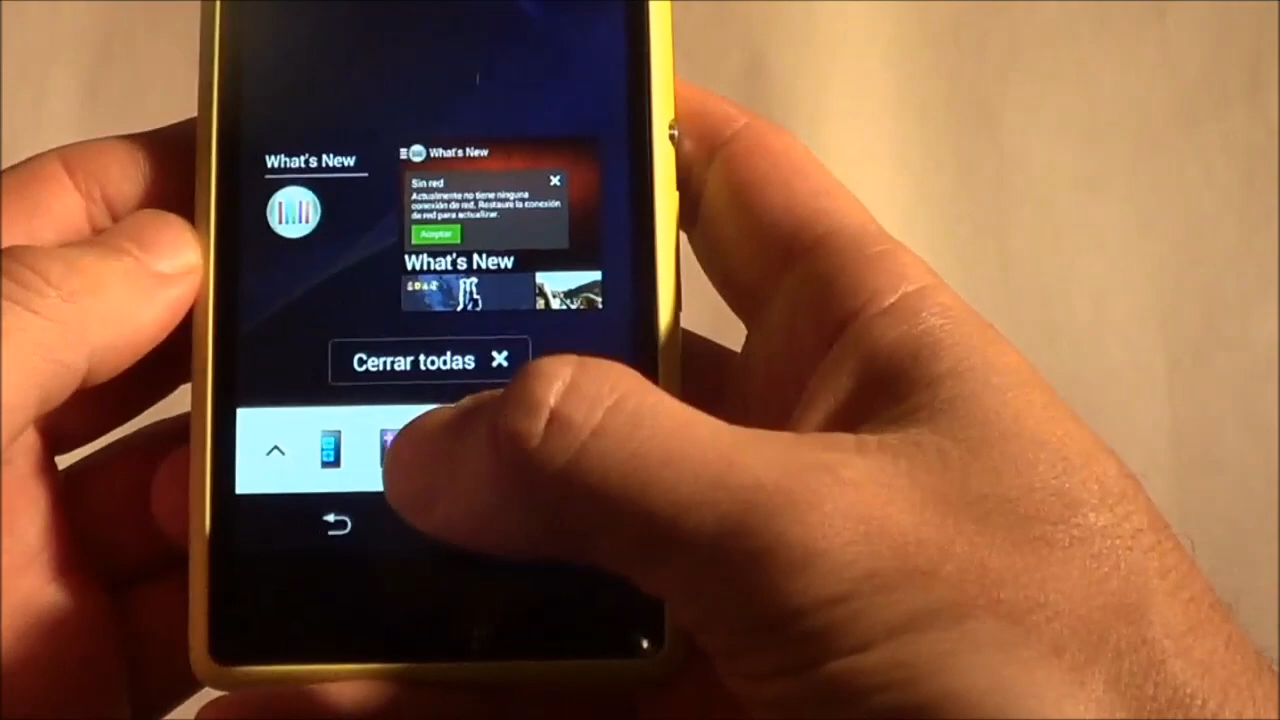 What's New
What's New
Sin red
Actualmente no tiene ninguna
conexión de red. Restaure la conexión
de red para actualizar.
Aceptar
What's New
Cerrar todas